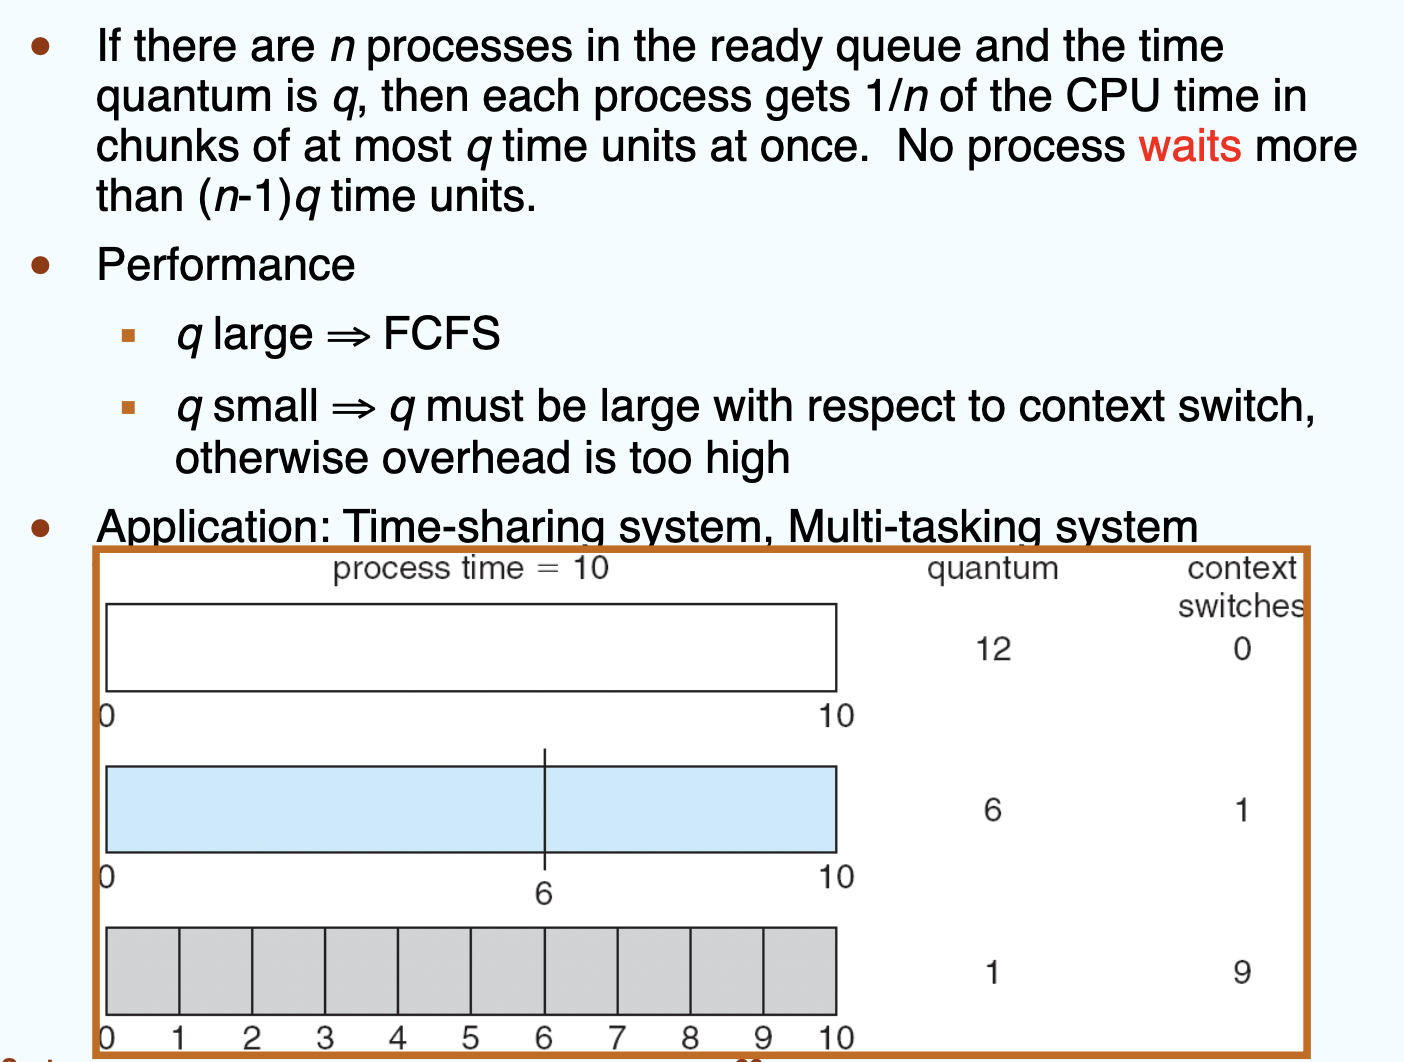 If there are n processes in the ready queue and the time
quantum is q, then each process gets 1/n of the CPU time in
chunks of at most q time units at once.  No process waits more
than (n-1)q time units.
Performance
q large ⇒ FCFS
q small ⇒ q must be large with respect to context switch,
otherwise overhead is too high
Application: Time-sharing system, Multi-tasking system
process time = 10 quantum context
switches
12 0
0 10
6 1
0 10
6
1 9
0 1 2 3 4 5 6 7 8 9 10